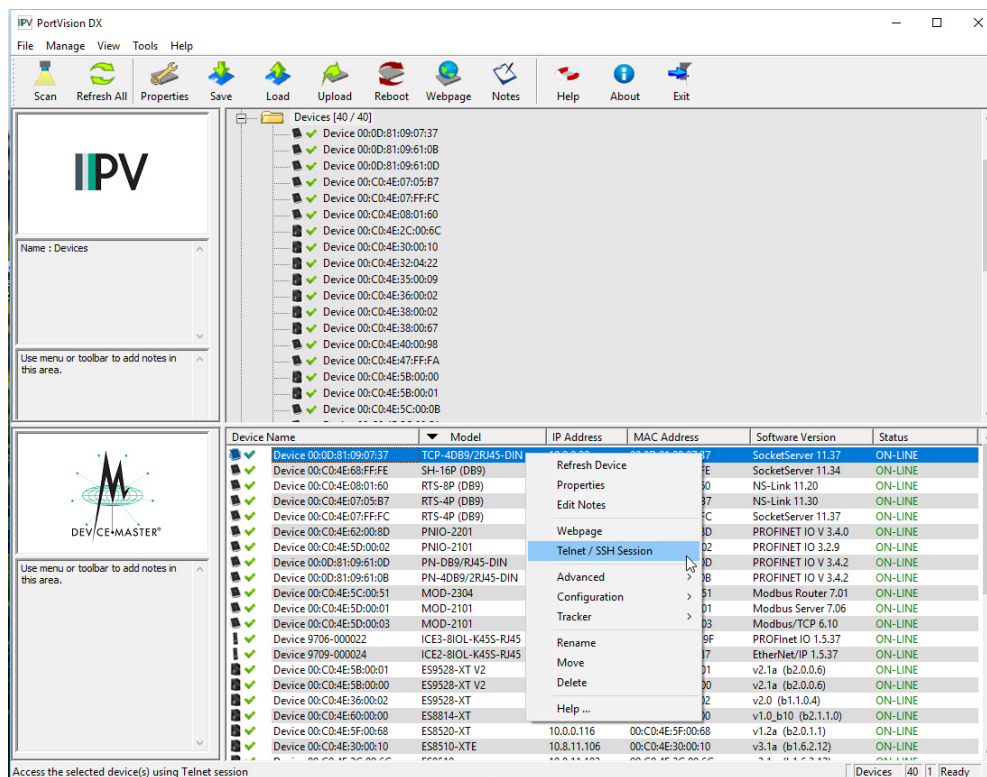 IPV PortVision DX
File Manage View Tools Help
Scan Refresh All Properties Save Load Upload Reboot Webpage Notes Help About Exit
Devices [40 / 40]
Device 00:0D:81:09:07:37
Device 00:0D:81:09:61:0B
Device 00:0D:81:09:61:0D
Device 00:C0:4E:07:05:B7
Device 00:C0:4E:07:FF:FC
Device 00:C0:4E:08:01:60
Device 00:C0:4E:2C:00:6C
Device 00:C0:4E:30:00:10
Device 00:C0:4E:32:04:22
Device 00:C0:4E:35:00:09
Device 00:C0:4E:36:00:02
Device 00:C0:4E:38:00:02
Device 00:C0:4E:38:00:67
Device 00:C0:4E:40:00:98
Device 00:C0:4E:47:FF:FA
Device 00:C0:4E:5B:00:00
Device 00:C0:4E:5B:00:01
Device 00:C0:4E:5C:00:0B
IPV
Name : Devices
Use menu or toolbar to add notes in
this area.
M
DEVICE•MASTER®
Use menu or toolbar to add notes in
this area.
Device Name Model IP Address MAC Address Software Version Status
Device 00:0D:81:09:07:37 TCP-4DB9/2RJ45-DIN SocketServer 11.37 ON-LINE
Device 00:C0:4E:68:FF:FE SH-16P (DB9) FE SocketServer 11.34 ON-LINE
Device 00:C0:4E:08:01:60 RTS-8P (DB9) 60 NS-Link 11.20 ON-LINE
Device 00:C0:4E:07:05:B7 RTS-4P (DB9) NS-Link 11.30 ON-LINE
Device 00:C0:4E:07:FF:FC RTS-4P (DB9) FC SocketServer 11.37 ON-LINE
Device 00:C0:4E:62:00:8D PNIO-2201 PROFINET IO V 3.4.0 ON-LINE
Device 00:C0:4E:5D:00:02 PNIO-2101 02 PROFINET IO V 3.2.9 ON-LINE
Device 00:0D:81:09:61:0D PN-DB9/RJ45-DIN PROFINET IO V 3.4.2 ON-LINE
Device 00:0D:81:09:61:0B PN-4DB9/2RJ45-DIN PROFINET IO V 3.4.2 ON-LINE
Device 00:C0:4E:5C:00:51 MOD-2304 51 Modbus Router 7.01 ON-LINE
Device 00:C0:4E:5D:00:01 MOD-2101 01 Modbus Server 7.06 ON-LINE
Device 00:C0:4E:5D:00:03 MOD-2101 03 Modbus/TCP 6.10 ON-LINE
Device 9706-000022 ICE3-8IOL-K45S-RJ45 9F PROFInet IO 1.5.37 ON-LINE
Device 9709-000024 ICE2-8IOL-K45S-RJ45 EtherNet/IP 1.5.37 ON-LINE
Device 00:C0:4E:5B:00:01 ES9528-XT V2 01 v2.1a (b2.0.0.6) ON-LINE
Device 00:C0:4E:5B:00:00 ES9528-XT V2 00 v2.1a (b2.0.0.6) ON-LINE
Device 00:C0:4E:36:00:02 ES9528-XT 02 v2.0 (b1.1.0.4) ON-LINE
Device 00:C0:4E:60:00:00 ES8814-XT 00 v1.0_b10 (b2.1.1.0) ON-LINE
Device 00:C0:4E:5F:00:68 ES8520-XT 10.0.0.116 00:C0:4E:5F:00:68 v1.2a (b2.0.1.1) ON-LINE
Device 00:C0:4E:30:00:10 ES8510-XTE 10.8.11.106 00:C0:4E:30:00:10 v3.1a (b1.6.2.12) ON-LINE
Refresh Device
Properties
Edit Notes
Webpage
Telnet / SSH Session
Advanced
Configuration
Tracker
Rename
Move
Delete
Help ...
Access the selected device(s) using Telnet session Devices 40 1 Ready